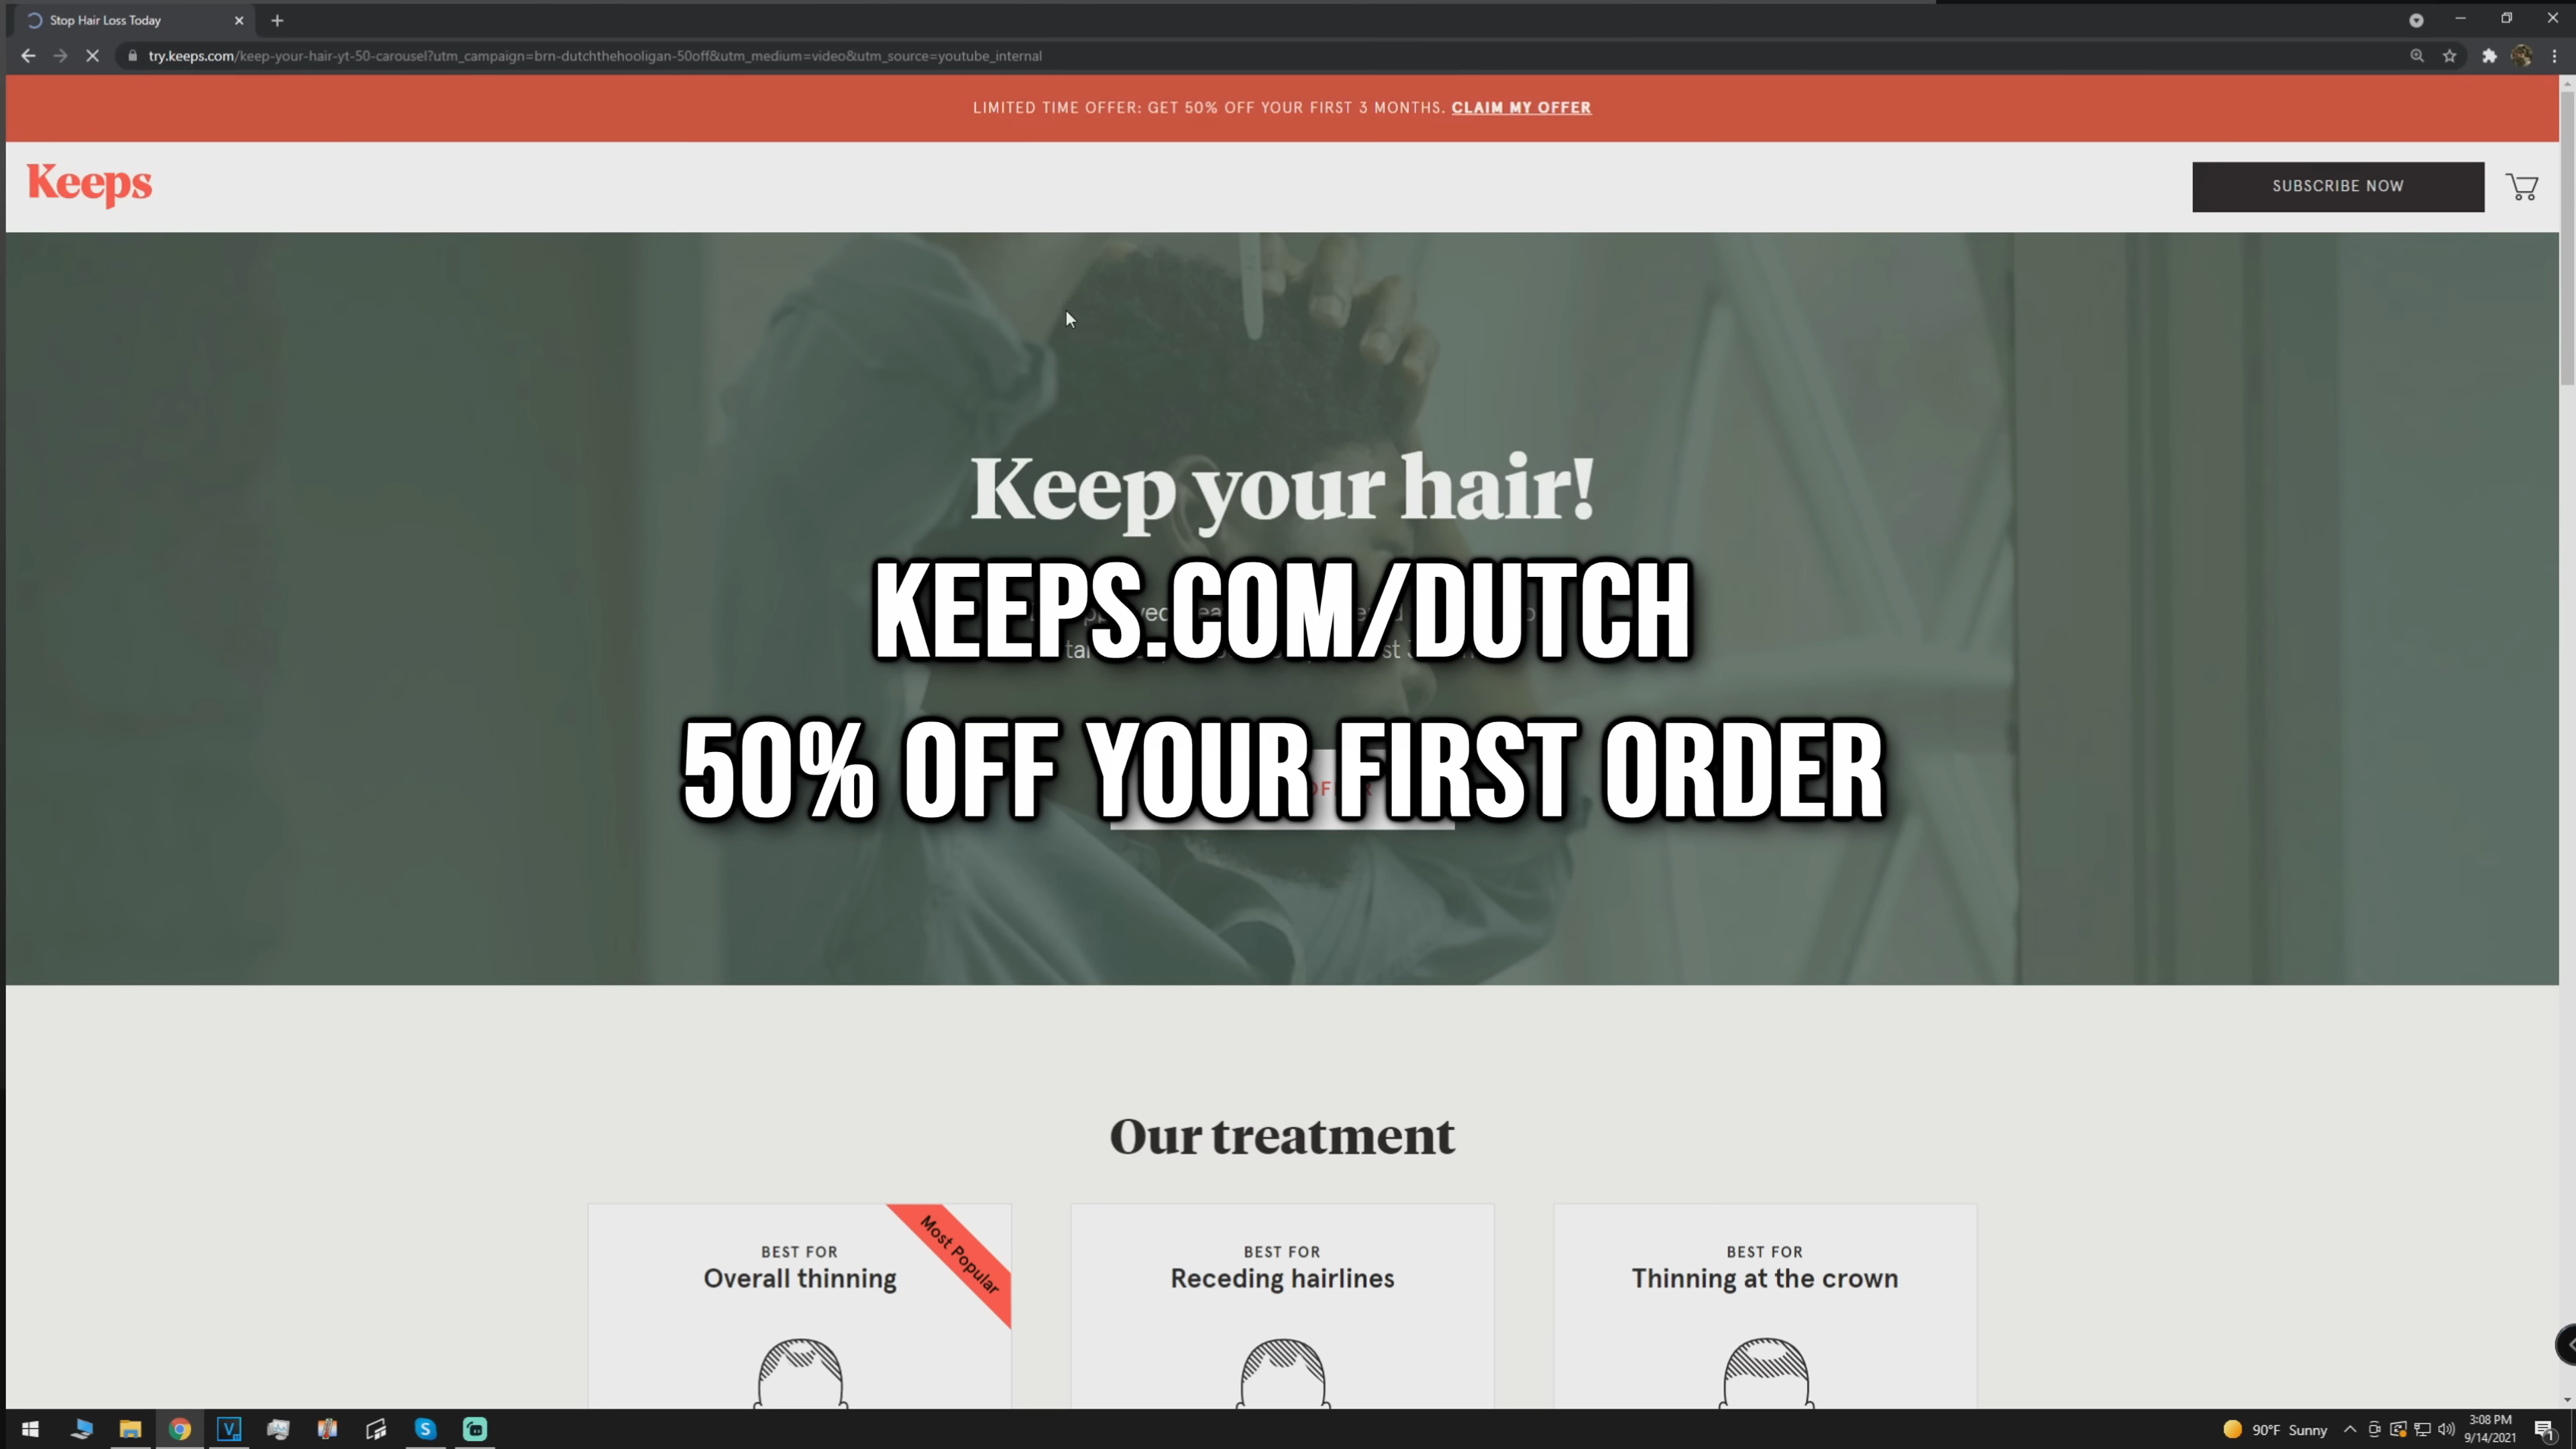 Stop Hair Loss Today
try.keeps.com/keep-your-hair-yt-50-carousel?utm_campaign=brn-dutchthehooligan-50off&utm_medium=video&utm_source=youtube_internal
LIMITED TIME OFFER: GET 50% OFF YOUR FIRST 3 MONTHS. CLAIM MY OFFER
Keeps
SUBSCRIBE NOW
Keep your hair!
KEEPS.COM/DUTCH
50% OFF YOUR FIRST ORDER
Our treatment
Most Popular
BEST FOR
Overall thinning
BEST FOR
Receding hairlines
BEST FOR
Thinning at the crown
90°F Sunny
3:08 PM
9/14/2021
1